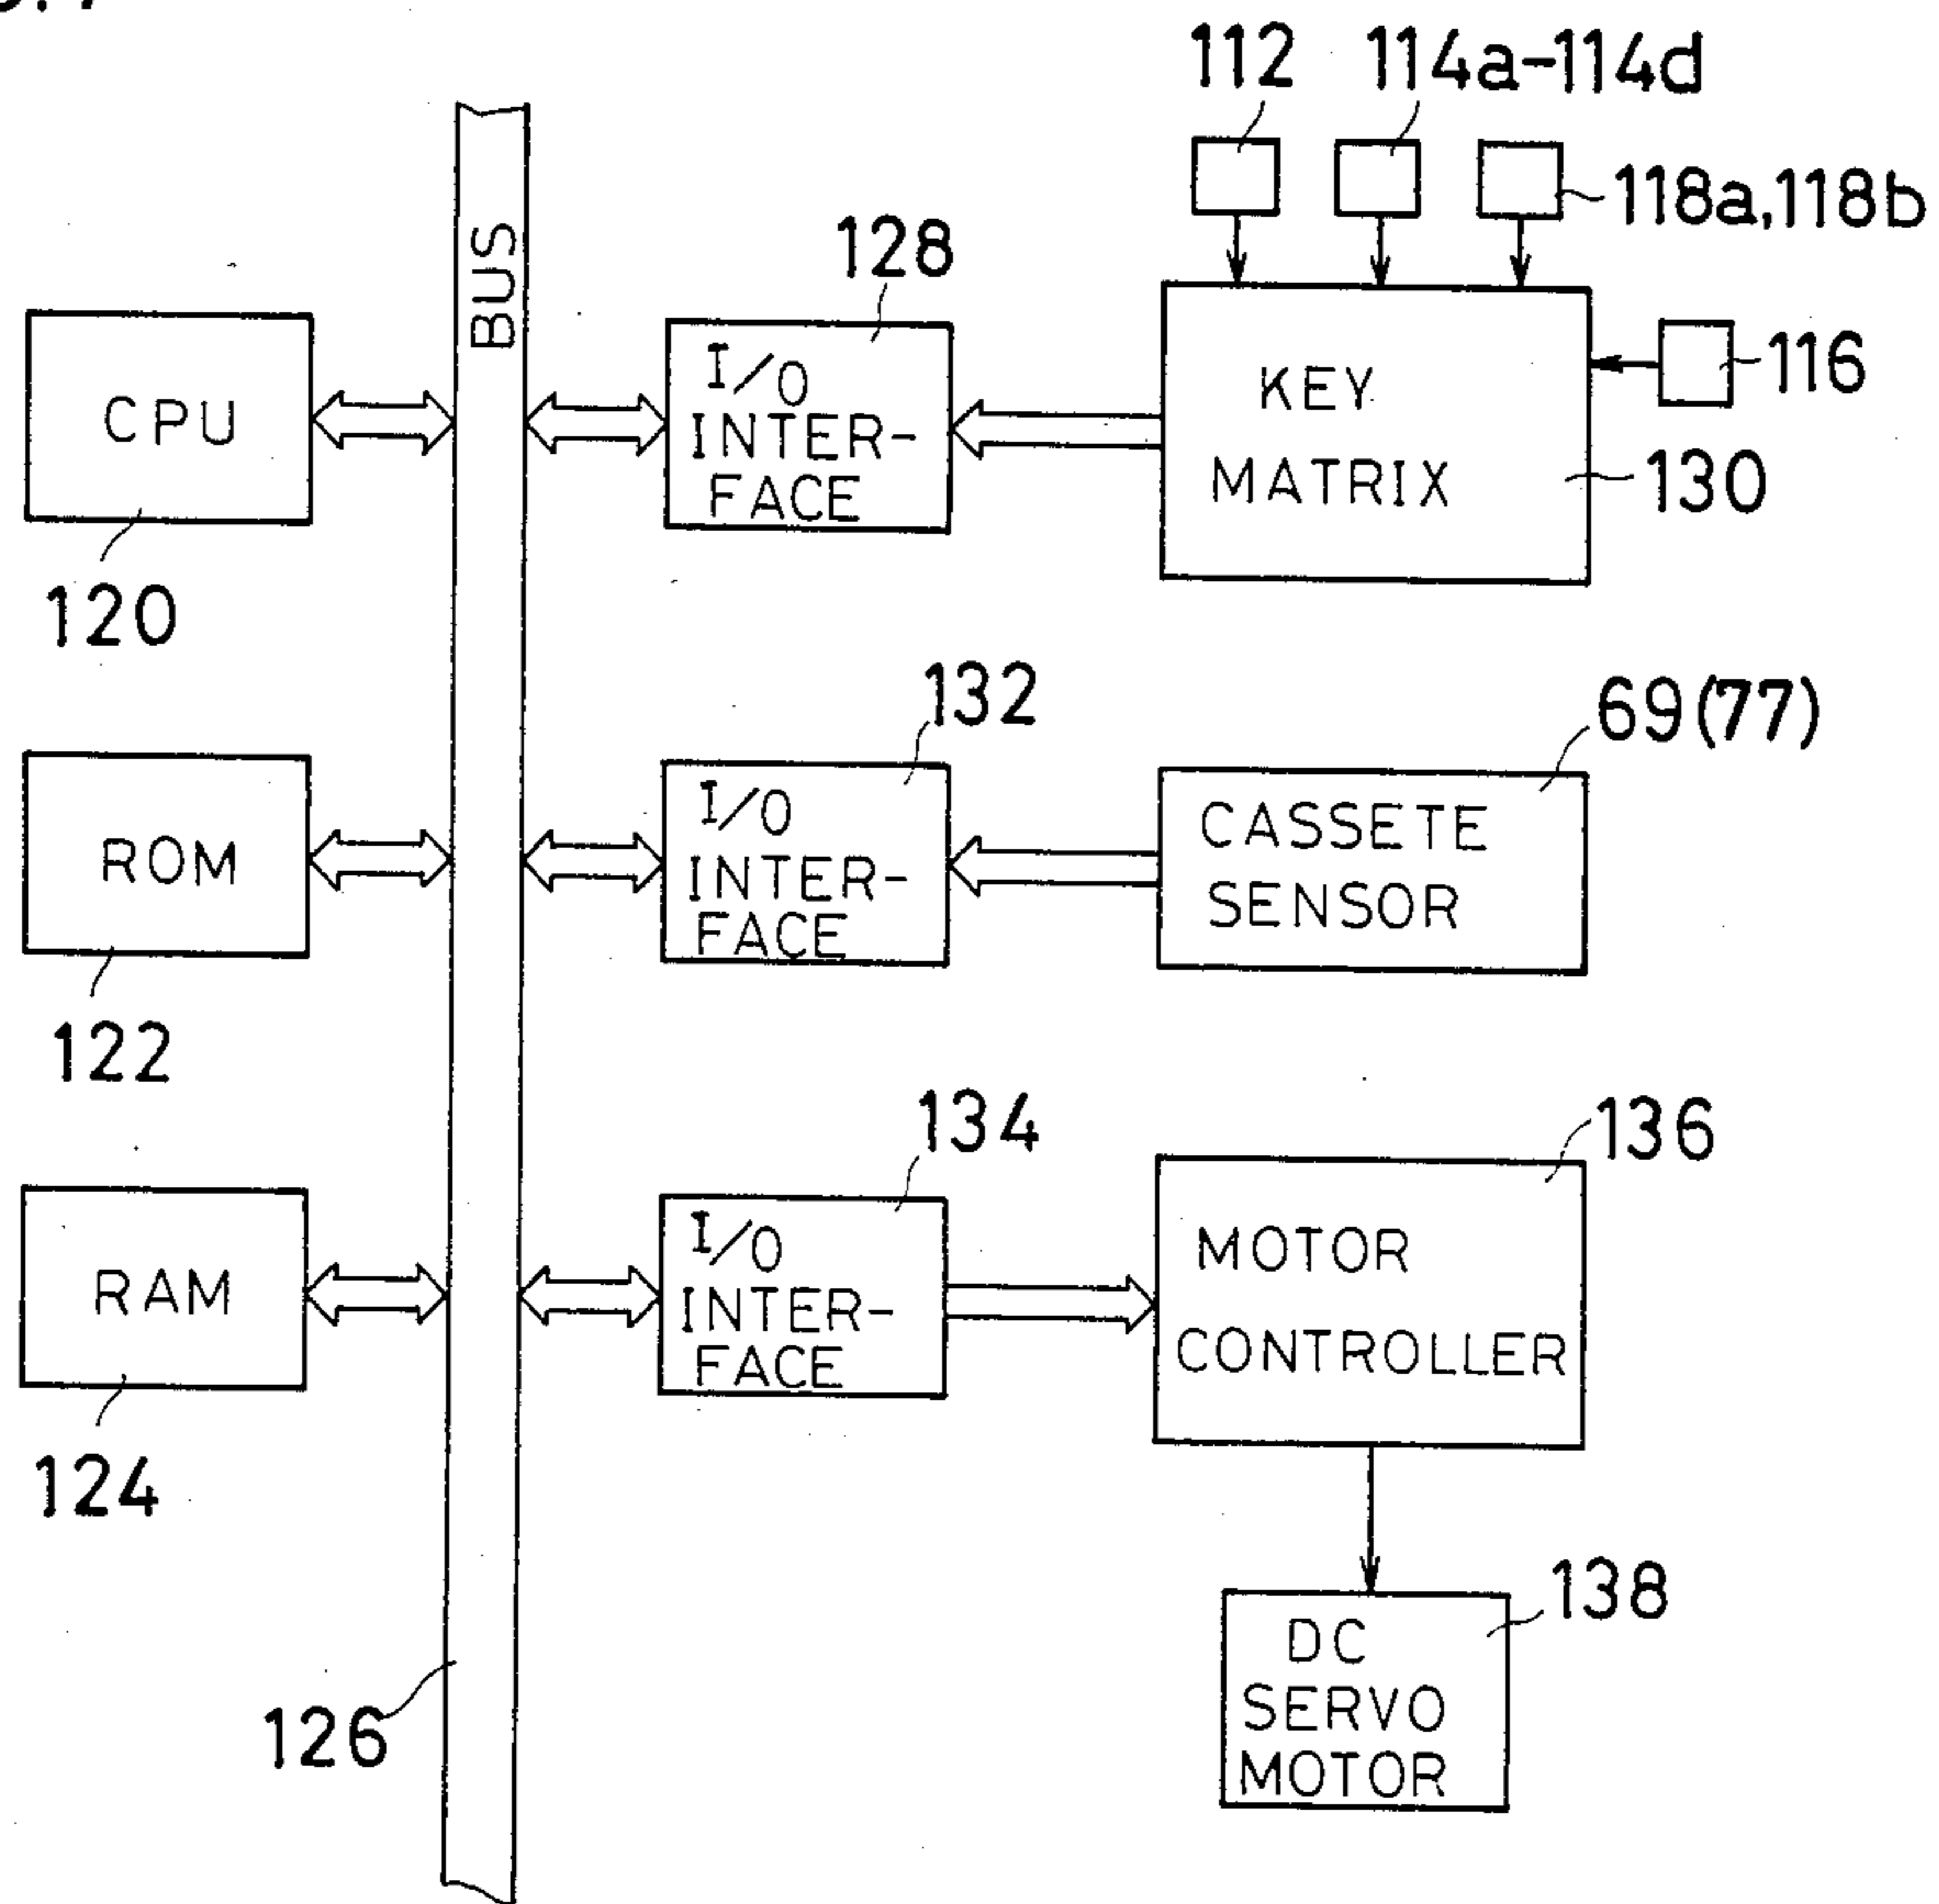 112
114a-114d
118a,118b
128
BUS
CPU
120
I/O
INTER-
FACE
KEY
MATRIX
116
130
132
69(77)
ROM
122
I/O
INTER-
FACE
CASSETE
SENSOR
134
136
RAM
124
I/O
INTER-
FACE
MOTOR
CONTROLLER
138
126
DC
SERVO
MOTOR